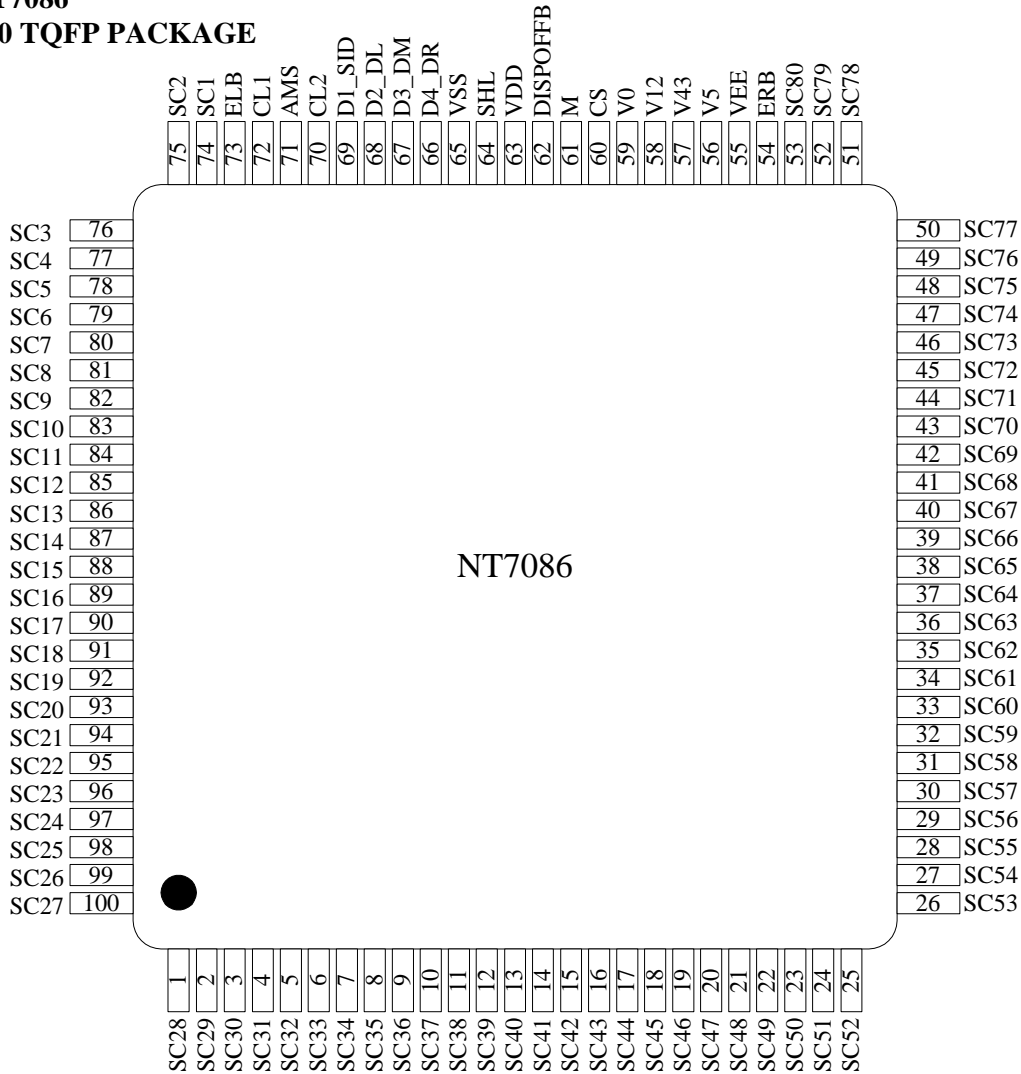 0 TQFP PACKAGE
SC2 SC1 ELB CL1 AMS CL2 D1_SID D2_DL D3_DM D4_DR VSS SHL VDD DISPOFFB M CS V0 V12 V43 V5 VEE ERB SC80 SC79 SC78
75 74 73 72 71 70 69 68 67 66 65 64 63 62 61 60 59 58 57 56 55 54 53 52 51
SC3 76 50 SC77
SC4 77 49 SC76
SC5 78 48 SC75
SC6 79 47 SC74
SC7 80 46 SC73
SC8 81 45 SC72
SC9 82 44 SC71
SC10 83 43 SC70
SC11 84 42 SC69
SC12 85 41 SC68
SC13 86 40 SC67
SC14 87 39 SC66
NT7086
SC15 88 38 SC65
SC16 89 37 SC64
SC17 90 36 SC63
SC18 91 35 SC62
SC19 92 34 SC61
SC20 93 33 SC60
SC21 94 32 SC59
SC22 95 31 SC58
SC23 96 30 SC57
SC24 97 29 SC56
SC25 98 28 SC55
SC26 99 27 SC54
SC27 100 26 SC53
1 2 3 4 5 6 7 8 9 10 11 12 13 14 15 16 17 18 19 20 21 22 23 24 25
SC28 SC29 SC30 SC31 SC32 SC33 SC34 SC35 SC36 SC37 SC38 SC39 SC40 SC41 SC42 SC43 SC44 SC45 SC46 SC47 SC48 SC49 SC50 SC51 SC52